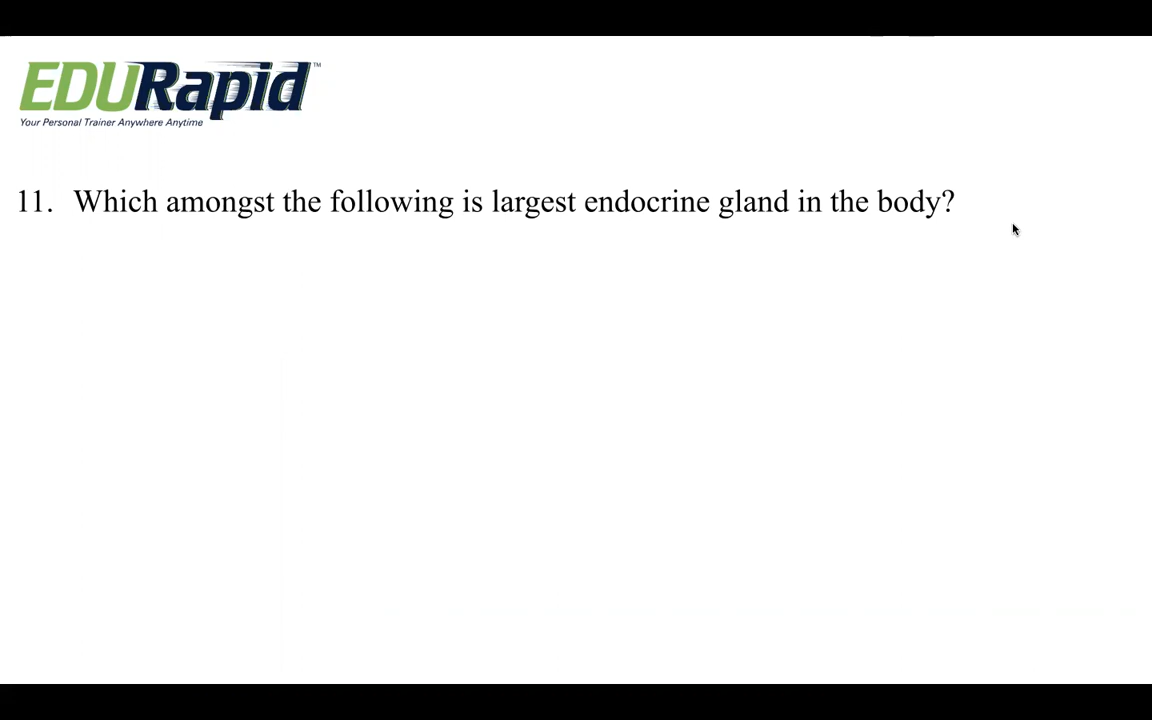 EDURapid™
Your Personal Trainer Anywhere Anytime
11. Which amongst the following is largest endocrine gland in the body?